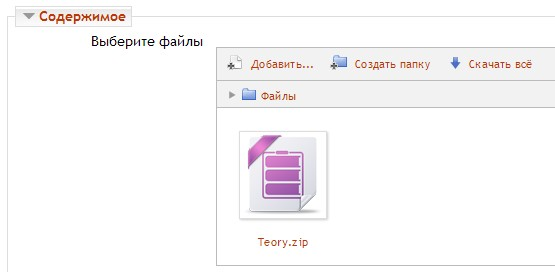 Содержимое
Выберите файлы
Добавить... Создать папку Скачать всё
Файлы
Teory.zip